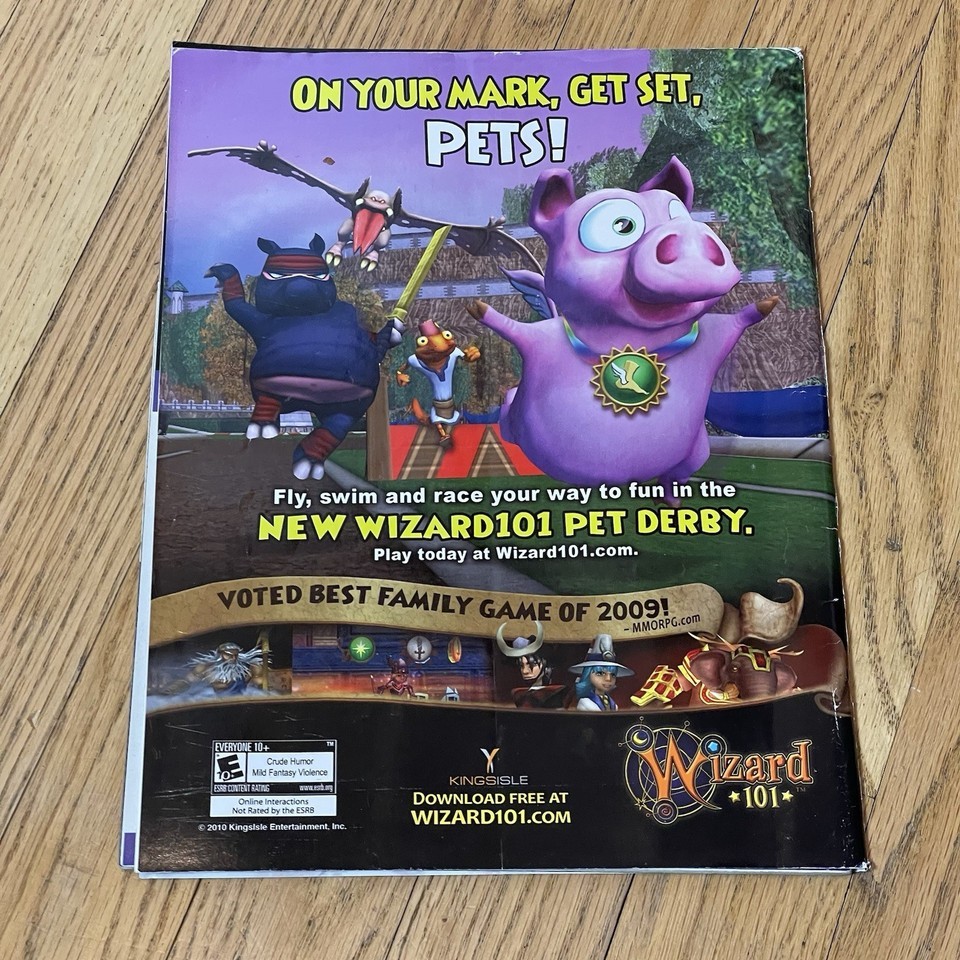 ON YOUR MARK, GET SET,
PETS!
Fly, swim and race your way to fun in the
NEW WIZARD101 PET DERBY.
Play today at Wizard101.com.
VOTED BEST FAMILY GAME OF 2009!
– MMORPG.com
EVERYONE 10+ ™
E 10+
Crude Humor
Mild Fantasy Violence
ESRB CONTENT RATING www.esrb.org
Online Interactions
Not Rated by the ESRB
© 2010 KingsIsle Entertainment, Inc.
KINGSISLE
DOWNLOAD FREE AT
WIZARD101.COM
Wizard
101 ™